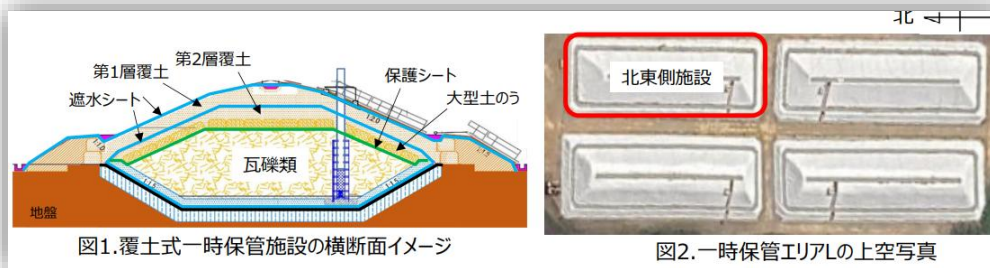 北
第2層覆土
第1層覆土
保護シート
遮水シート
大型土のう
北東側施設
瓦礫類
地盤
図1.覆土式一時保管施設の横断面イメージ
図2.一時保管エリアLの上空写真